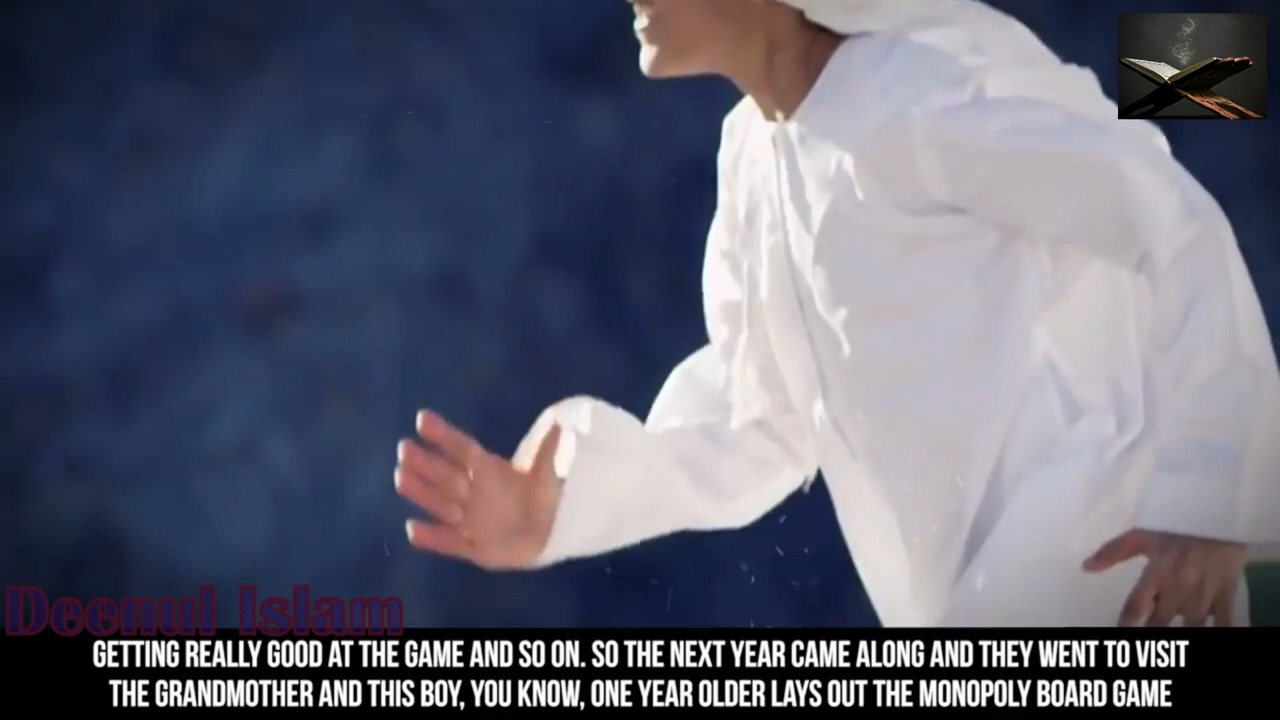 Deenul Islam
GETTING REALLY GOOD AT THE GAME AND SO ON. SO THE NEXT YEAR CAME ALONG AND THEY WENT TO VISIT
THE GRANDMOTHER AND THIS BOY, YOU KNOW, ONE YEAR OLDER LAYS OUT THE MONOPOLY BOARD GAME